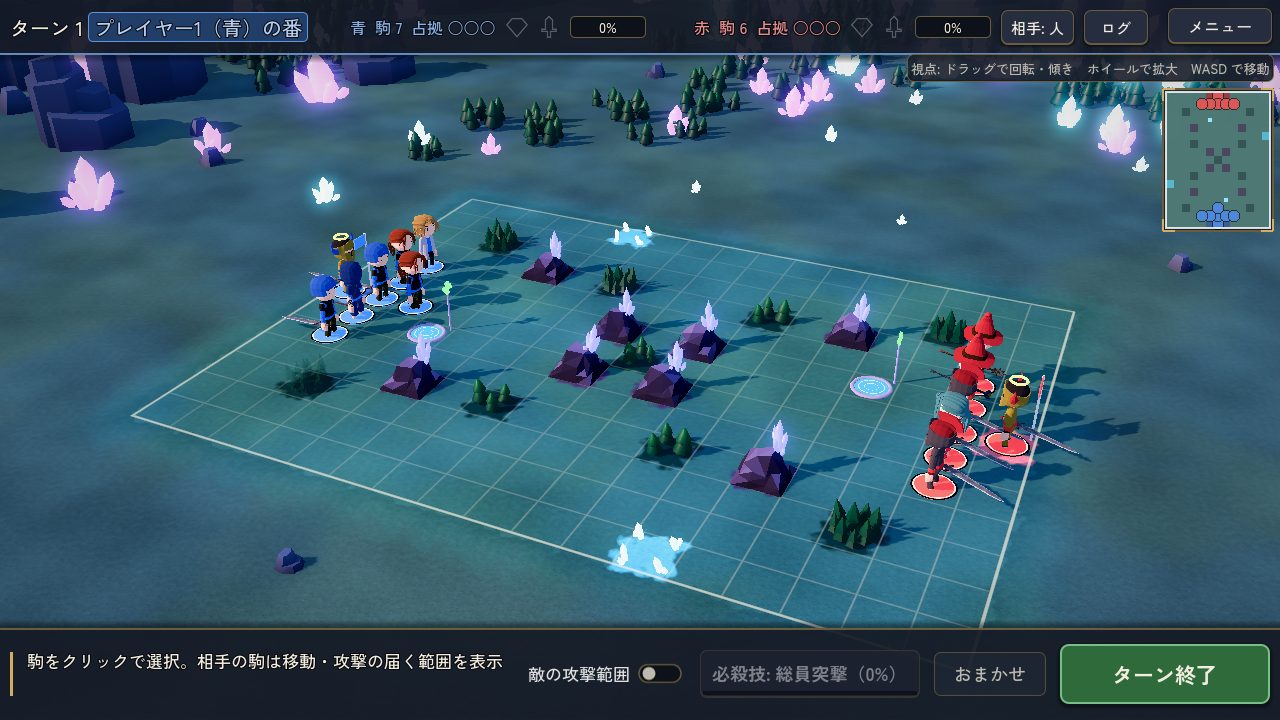 ターン 1 プレイヤー1（青）の番 青 駒 7 占拠 ○○○ 0% 赤 駒 6 占拠 ○○○ 0% 相手: 人 ログ メニュー
視点: ドラッグで回転・傾き ホイールで拡大 WASD で移動
駒をクリックで選択。相手の駒は移動・攻撃の届く範囲を表示
敵の攻撃範囲 必殺技: 総員突撃（0%） おまかせ ターン終了